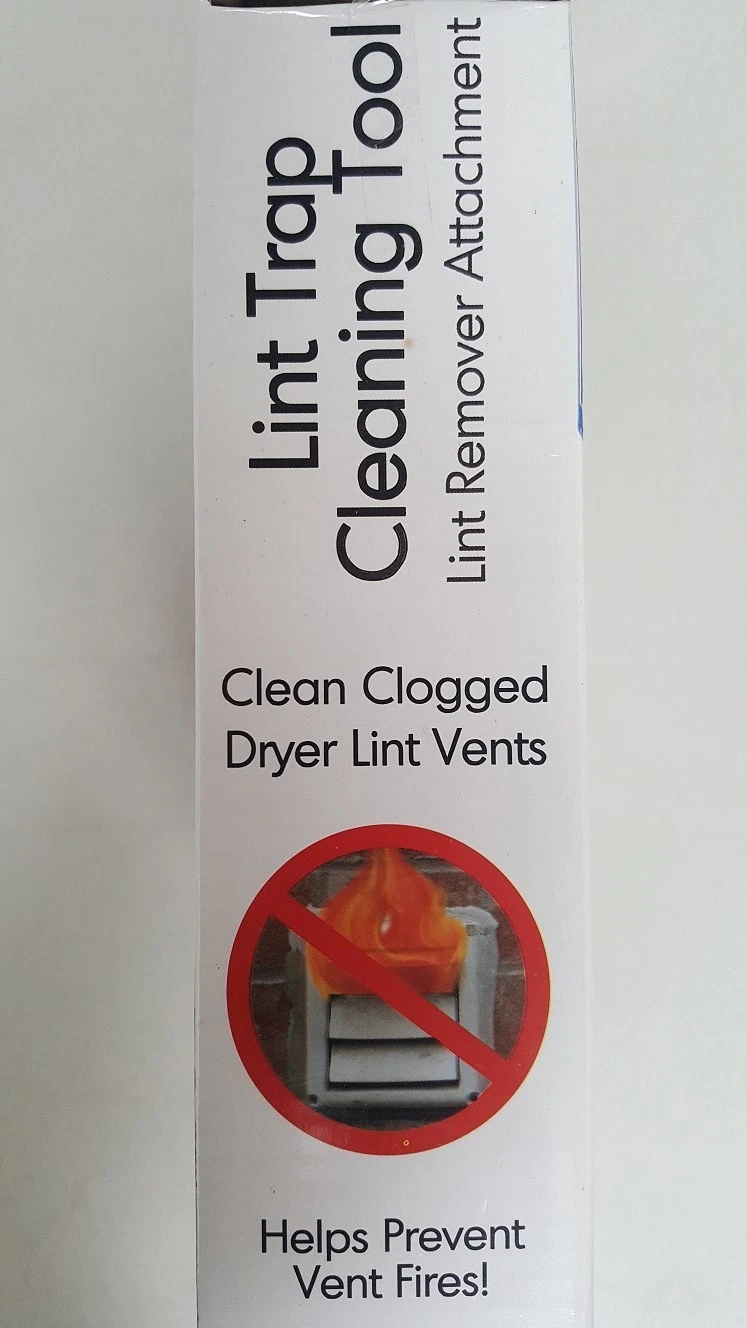 Lint Trap
Cleaning Tool
Lint Remover Attachment
Clean Clogged
Dryer Lint Vents
Helps Prevent
Vent Fires!